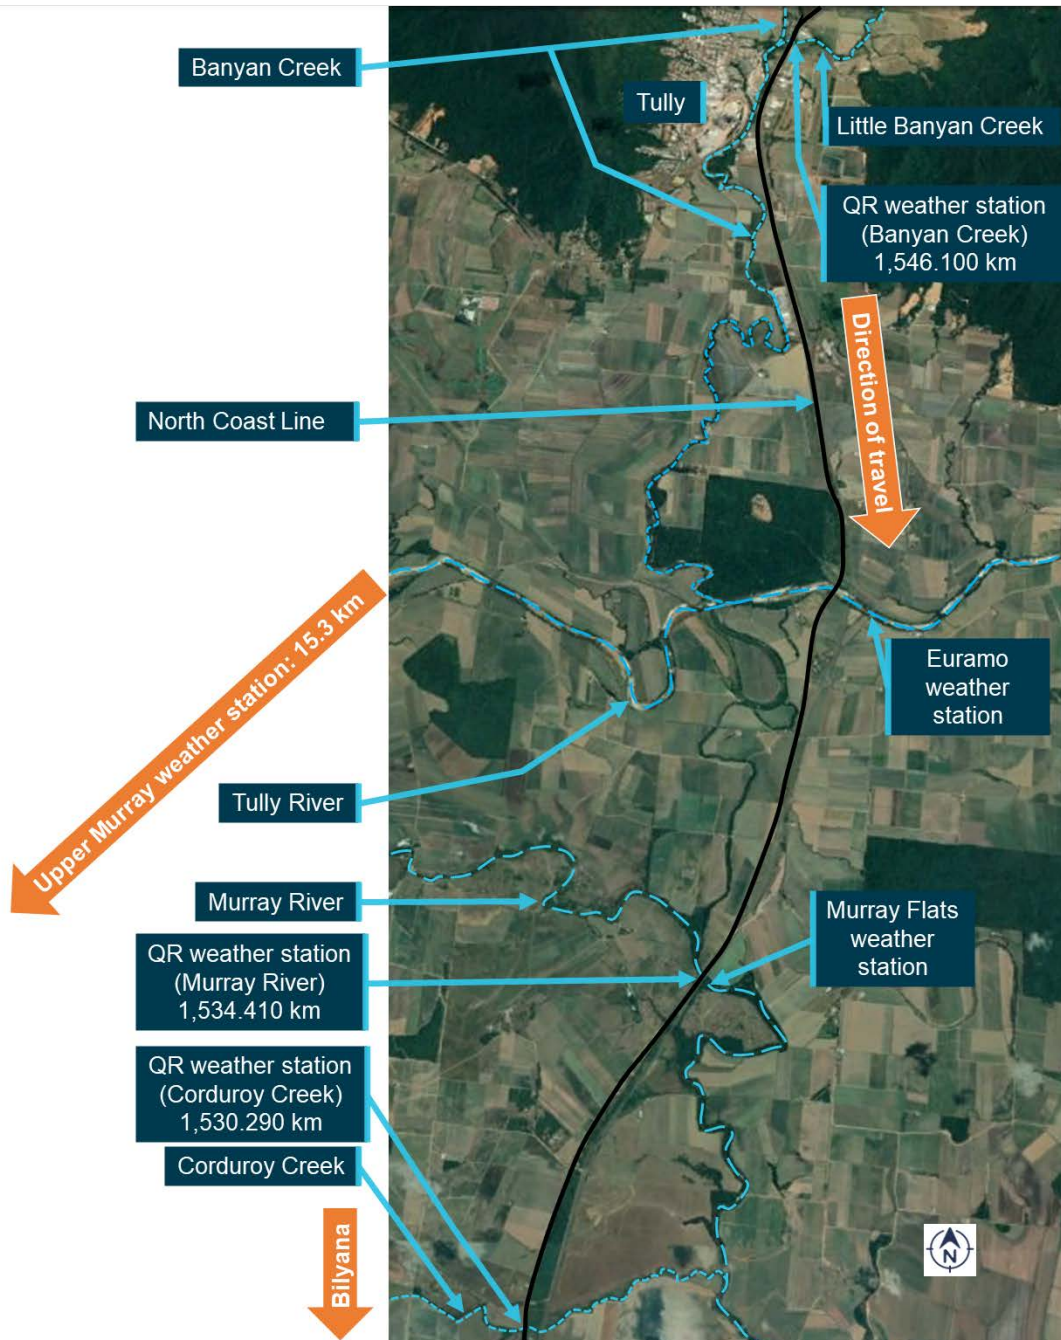 Banyan Creek
Tully
Little Banyan Creek
QR weather station
(Banyan Creek)
1,546.100 km
Direction of travel
North Coast Line
Upper Murray weather station: 15.3 km
Euramo
weather
station
Tully River
Murray River
Murray Flats
weather
station
QR weather station
(Murray River)
1,534.410 km
QR weather station
(Corduroy Creek)
1,530.290 km
Corduroy Creek
Bilyana
N